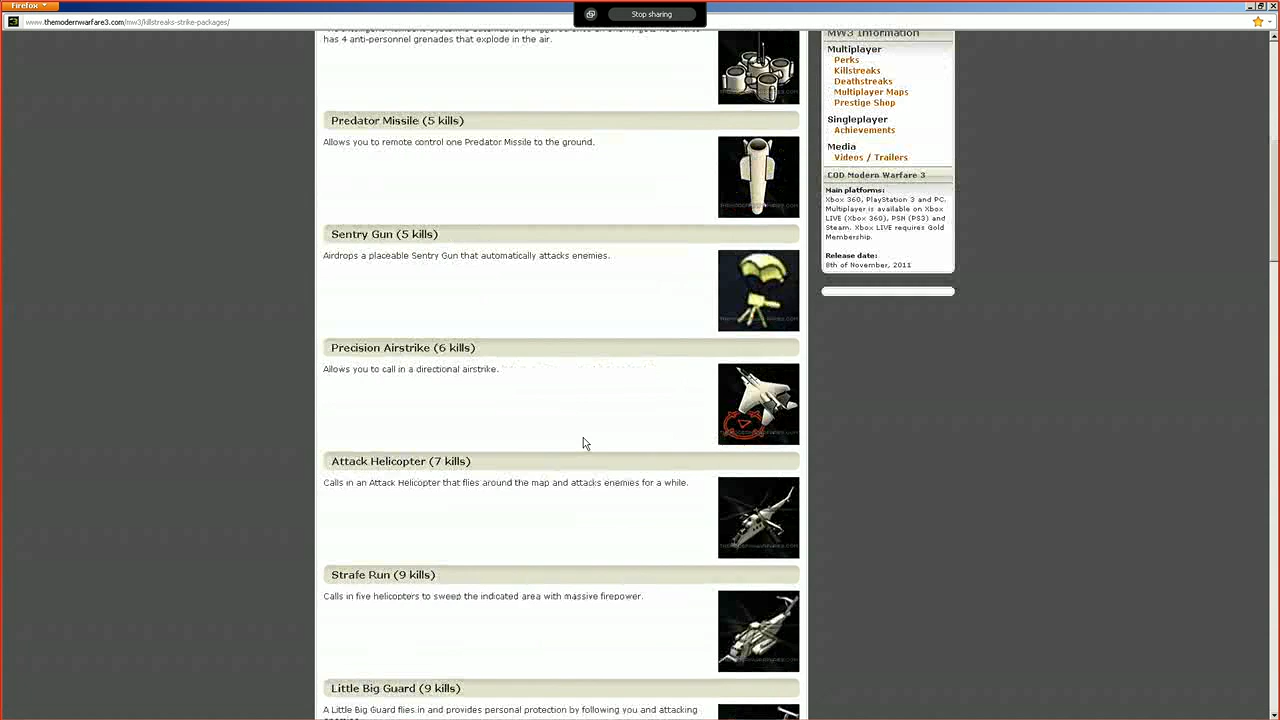 Firefox
Stop sharing
www.themodernwarfare3.com/mw3/killstreaks-strike-packages/
has 4 anti-personnel grenades that explode in the air.
Predator Missile (5 kills)
Allows you to remote control one Predator Missile to the ground.
Sentry Gun (5 kills)
Airdrops a placeable Sentry Gun that automatically attacks enemies.
Precision Airstrike (6 kills)
Allows you to call in a directional airstrike.
Attack Helicopter (7 kills)
Calls in an Attack Helicopter that flies around the map and attacks enemies for a while.
Strafe Run (9 kills)
Calls in five helicopters to sweep the indicated area with massive firepower.
Little Big Guard (9 kills)
A Little Big Guard flies in and provides personal protection by following you and attacking
MW3 Information
Multiplayer
Perks
Killstreaks
Deathstreaks
Multiplayer Maps
Prestige Shop
Singleplayer
Achievements
Media
Videos / Trailers
COD Modern Warfare 3
Main platforms:
Xbox 360, PlayStation 3 and PC.
Multiplayer is available on Xbox
LIVE (Xbox 360), PSN (PS3) and
Steam. Xbox LIVE requires Gold
Membership.
Release date:
8th of November, 2011